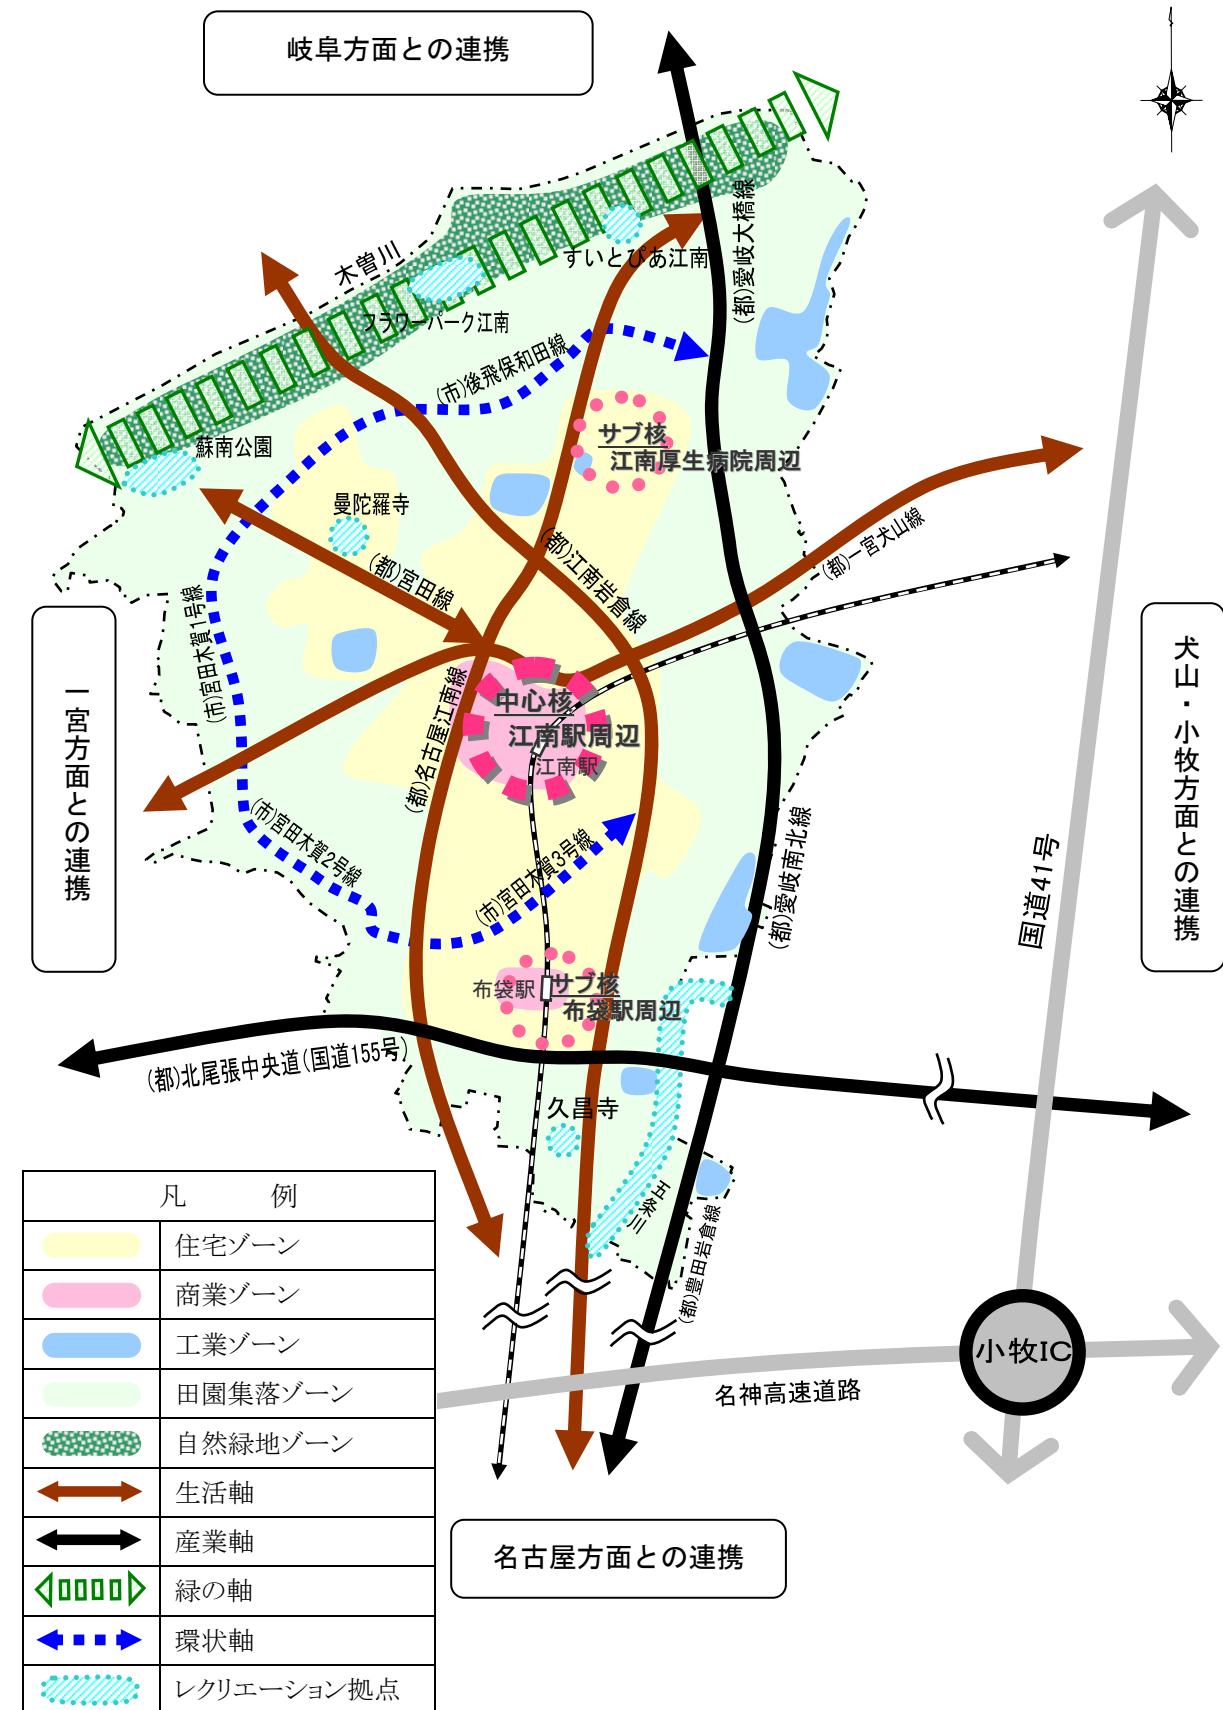 岐阜方面との連携
木曽川
すいとぴあ江南
(都)愛岐大橋線
フラワーパーク江南
(市)後飛保和田線
蘇南公園
サブ核
江南厚生病院周辺
曼陀羅寺
(都)宮田線
(都)江南岩倉線
(都)一宮犬山線
(市)宮田木賀1号線
一宮方面との連携
犬山・小牧方面との連携
中心核
江南駅周辺
江南駅
(都)名古屋江南線
(市)宮田木賀2号線
(市)宮田木賀3号線
(都)愛岐南北線
国道41号
布袋駅
サブ核
布袋駅周辺
(都)北尾張中央道(国道155号)
久昌寺
五条川
(都)豊田岩倉線
小牧IC
名神高速道路
名古屋方面との連携
凡　例
住宅ゾーン
商業ゾーン
工業ゾーン
田園集落ゾーン
自然緑地ゾーン
生活軸
産業軸
緑の軸
環状軸
レクリエーション拠点